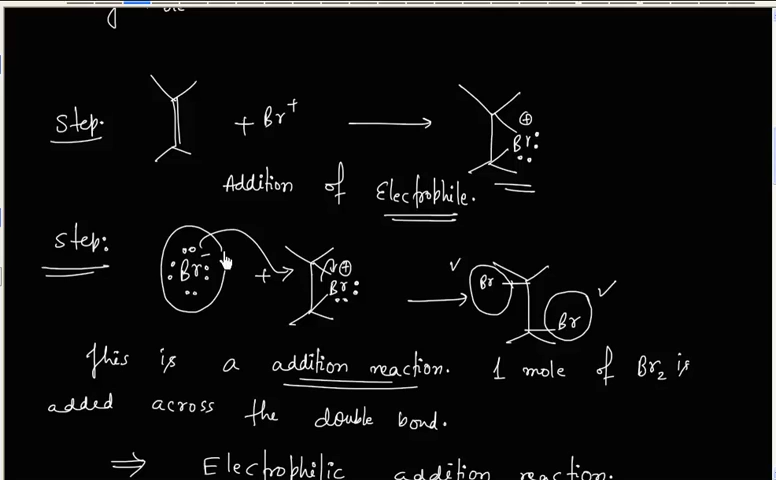 Step.
+ Br+
⊕
Br
Addition of Electrophile.
Step:
Br−
+
⊕
Br
Br
Br
This is a addition reaction. 1 mole of Br2 is
added across the double bond.
⇒ Electrophilic addition reaction.